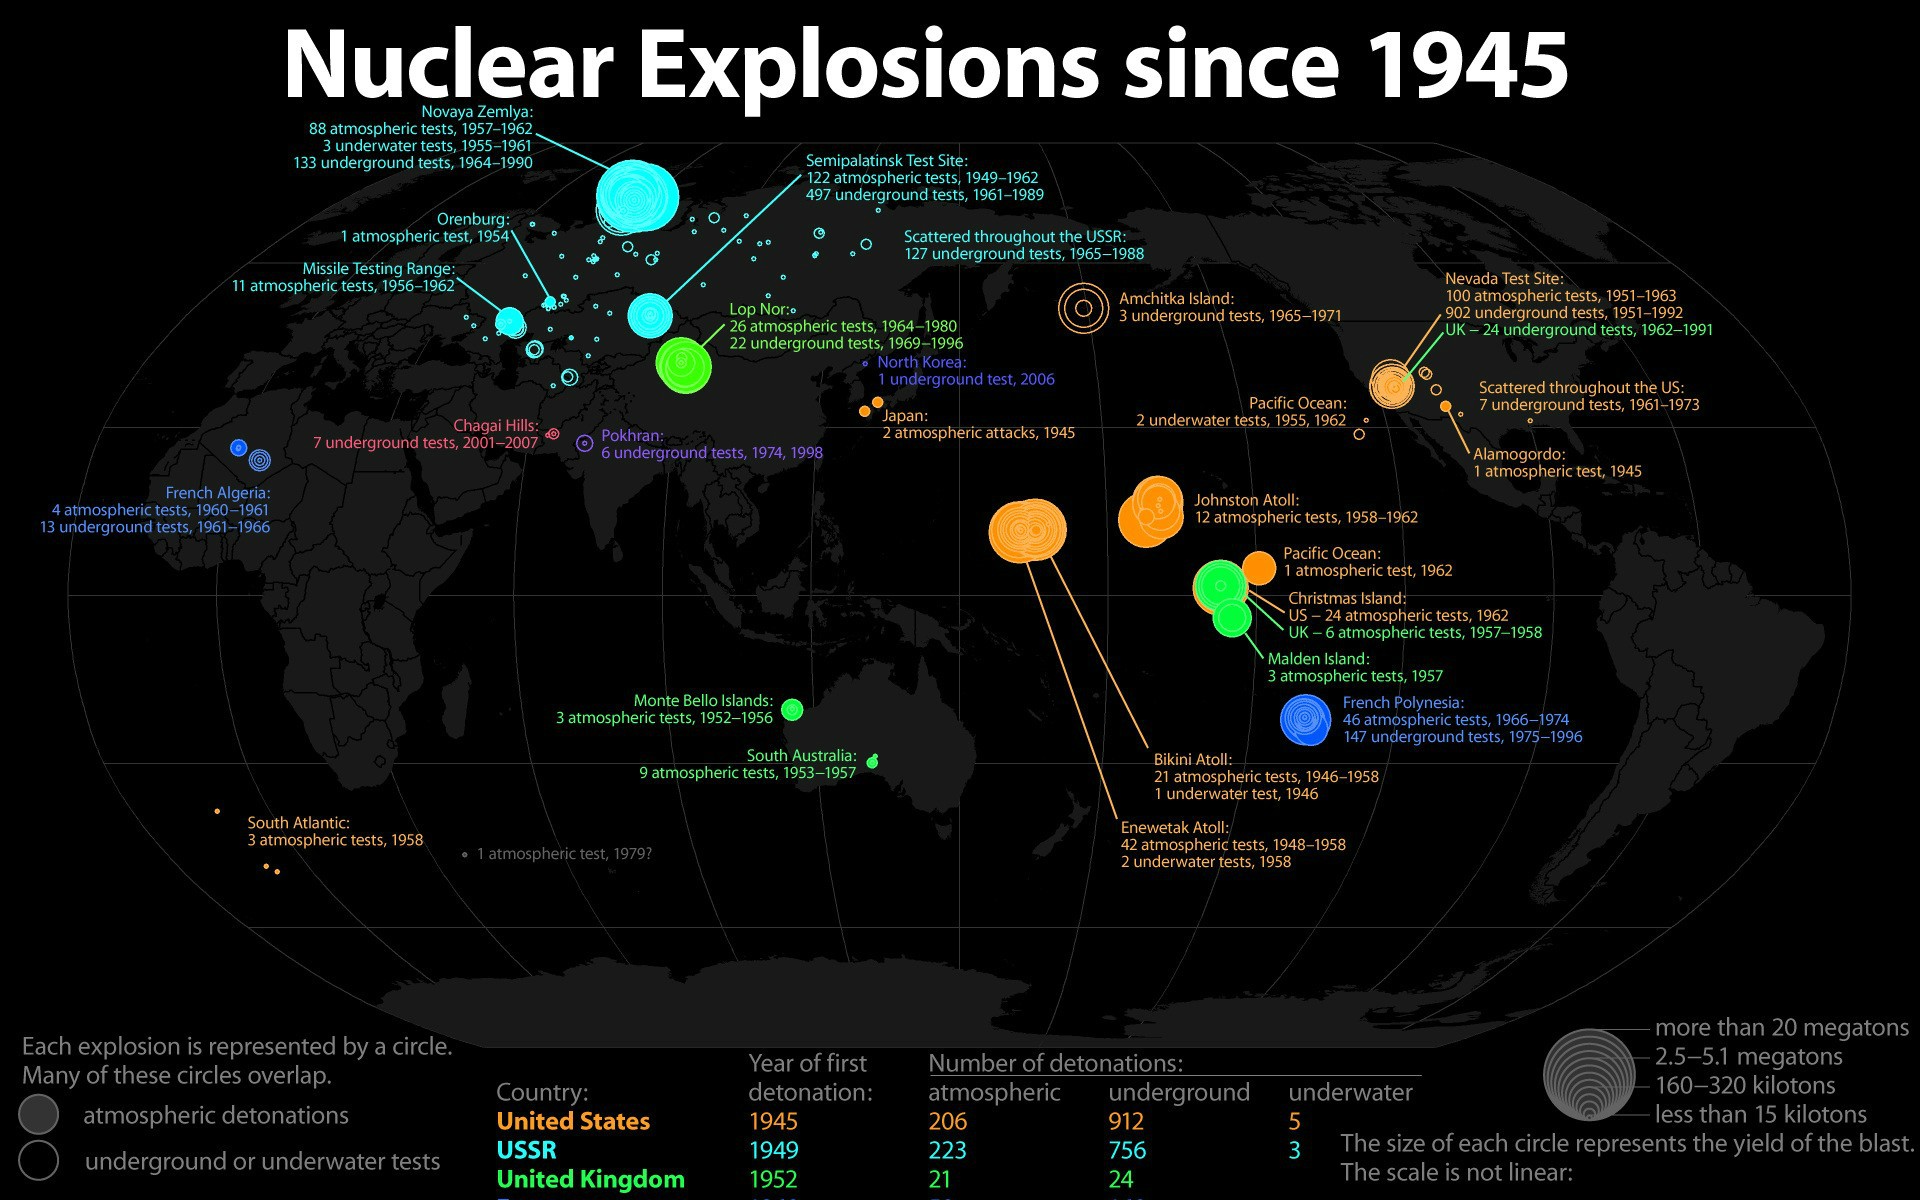 Nuclear Explosions since 1945
Novaya Zemlya:
88 atmospheric tests, 1957–1962
3 underwater tests, 1955–1961
133 underground tests, 1964–1990
Semipalatinsk Test Site:
122 atmospheric tests, 1949–1962
497 underground tests, 1961–1989
Orenburg:
1 atmospheric test, 1954
Scattered throughout the USSR:
127 underground tests, 1965–1988
Missile Testing Range:
11 atmospheric tests, 1956–1962
Lop Nor:
26 atmospheric tests, 1964–1980
22 underground tests, 1969–1996
Amchitka Island:
3 underground tests, 1965–1971
Nevada Test Site:
100 atmospheric tests, 1951–1963
902 underground tests, 1951–1992
UK – 24 underground tests, 1962–1991
North Korea:
1 underground test, 2006
Japan:
2 atmospheric attacks, 1945
Pacific Ocean:
2 underwater tests, 1955, 1962
Scattered throughout the US:
7 underground tests, 1961–1973
Chagai Hills:
7 underground tests, 2001–2007
Pokhran:
6 underground tests, 1974, 1998
Alamogordo:
1 atmospheric test, 1945
French Algeria:
4 atmospheric tests, 1960–1961
13 underground tests, 1961–1966
Johnston Atoll:
12 atmospheric tests, 1958–1962
Pacific Ocean:
1 atmospheric test, 1962
Christmas Island:
US – 24 atmospheric tests, 1962
UK – 6 atmospheric tests, 1957–1958
Malden Island:
3 atmospheric tests, 1957
Monte Bello Islands:
3 atmospheric tests, 1952–1956
French Polynesia:
46 atmospheric tests, 1966–1974
147 underground tests, 1975–1996
South Australia:
9 atmospheric tests, 1953–1957
Bikini Atoll:
21 atmospheric tests, 1946–1958
1 underwater test, 1946
South Atlantic:
3 atmospheric tests, 1958
Enewetak Atoll:
42 atmospheric tests, 1948–1958
2 underwater tests, 1958
1 atmospheric test, 1979?
Each explosion is represented by a circle.
Many of these circles overlap.
atmospheric detonations
underground or underwater tests
Year of first Number of detonations:
Country: detonation: atmospheric underground underwater
United States 1945 206 912 5
USSR 1949 223 756 3
United Kingdom 1952 21 24
more than 20 megatons
2.5–5.1 megatons
160–320 kilotons
less than 15 kilotons
The size of each circle represents the yield of the blast.
The scale is not linear: